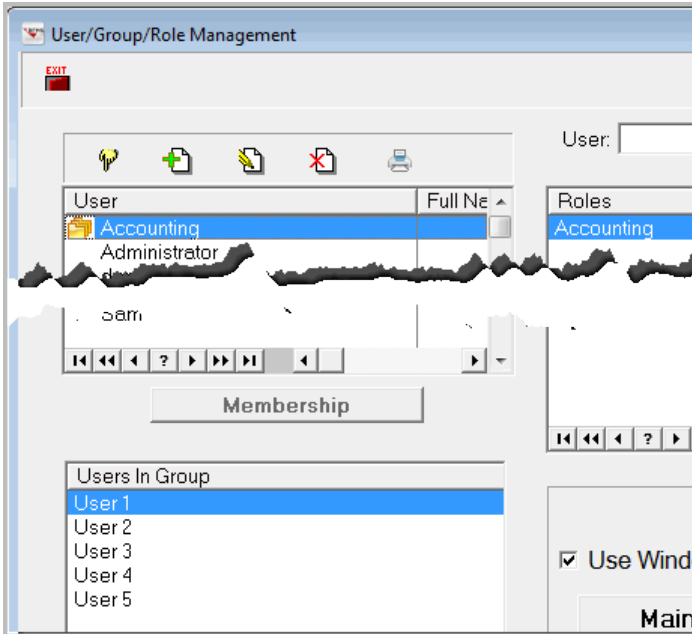 User/Group/Role Management
EXIT
User:
User
Full Na
Roles
Accounting
Accounting
Administrator
Sam
?
Membership
?
Users In Group
User 1
User 2
User 3
User 4
User 5
Use Wind
Main